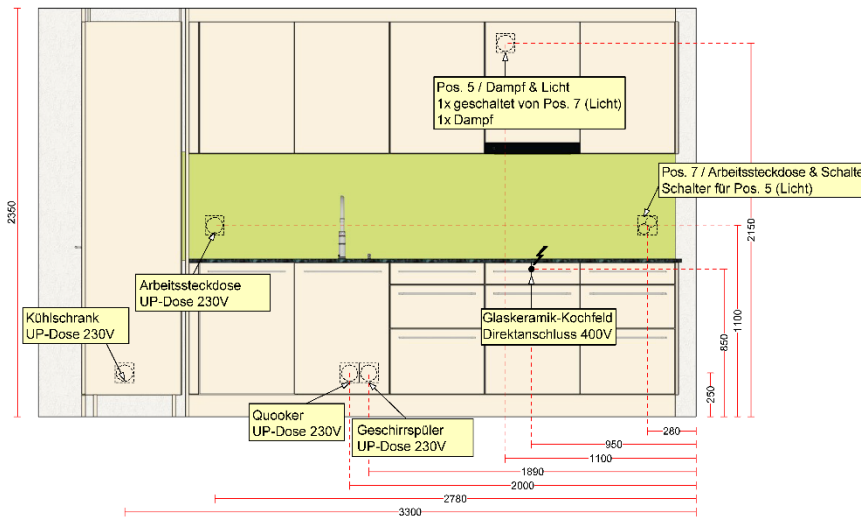 Pos. 5 / Dampf & Licht
1x geschaltet von Pos. 7 (Licht)
1x Dampf
Pos. 7 / Arbeitssteckdose & Schalte
Schalter für Pos. 5 (Licht)
2350
2150
Arbeitssteckdose
UP-Dose 230V
1100
Kühlschrank
UP-Dose 230V
Glaskeramik-Kochfeld
Direktanschluss 400V
850
250
Quooker
UP-Dose 230V
Geschirrspüler
UP-Dose 230V
280
950
1100
1890
2000
2780
3300